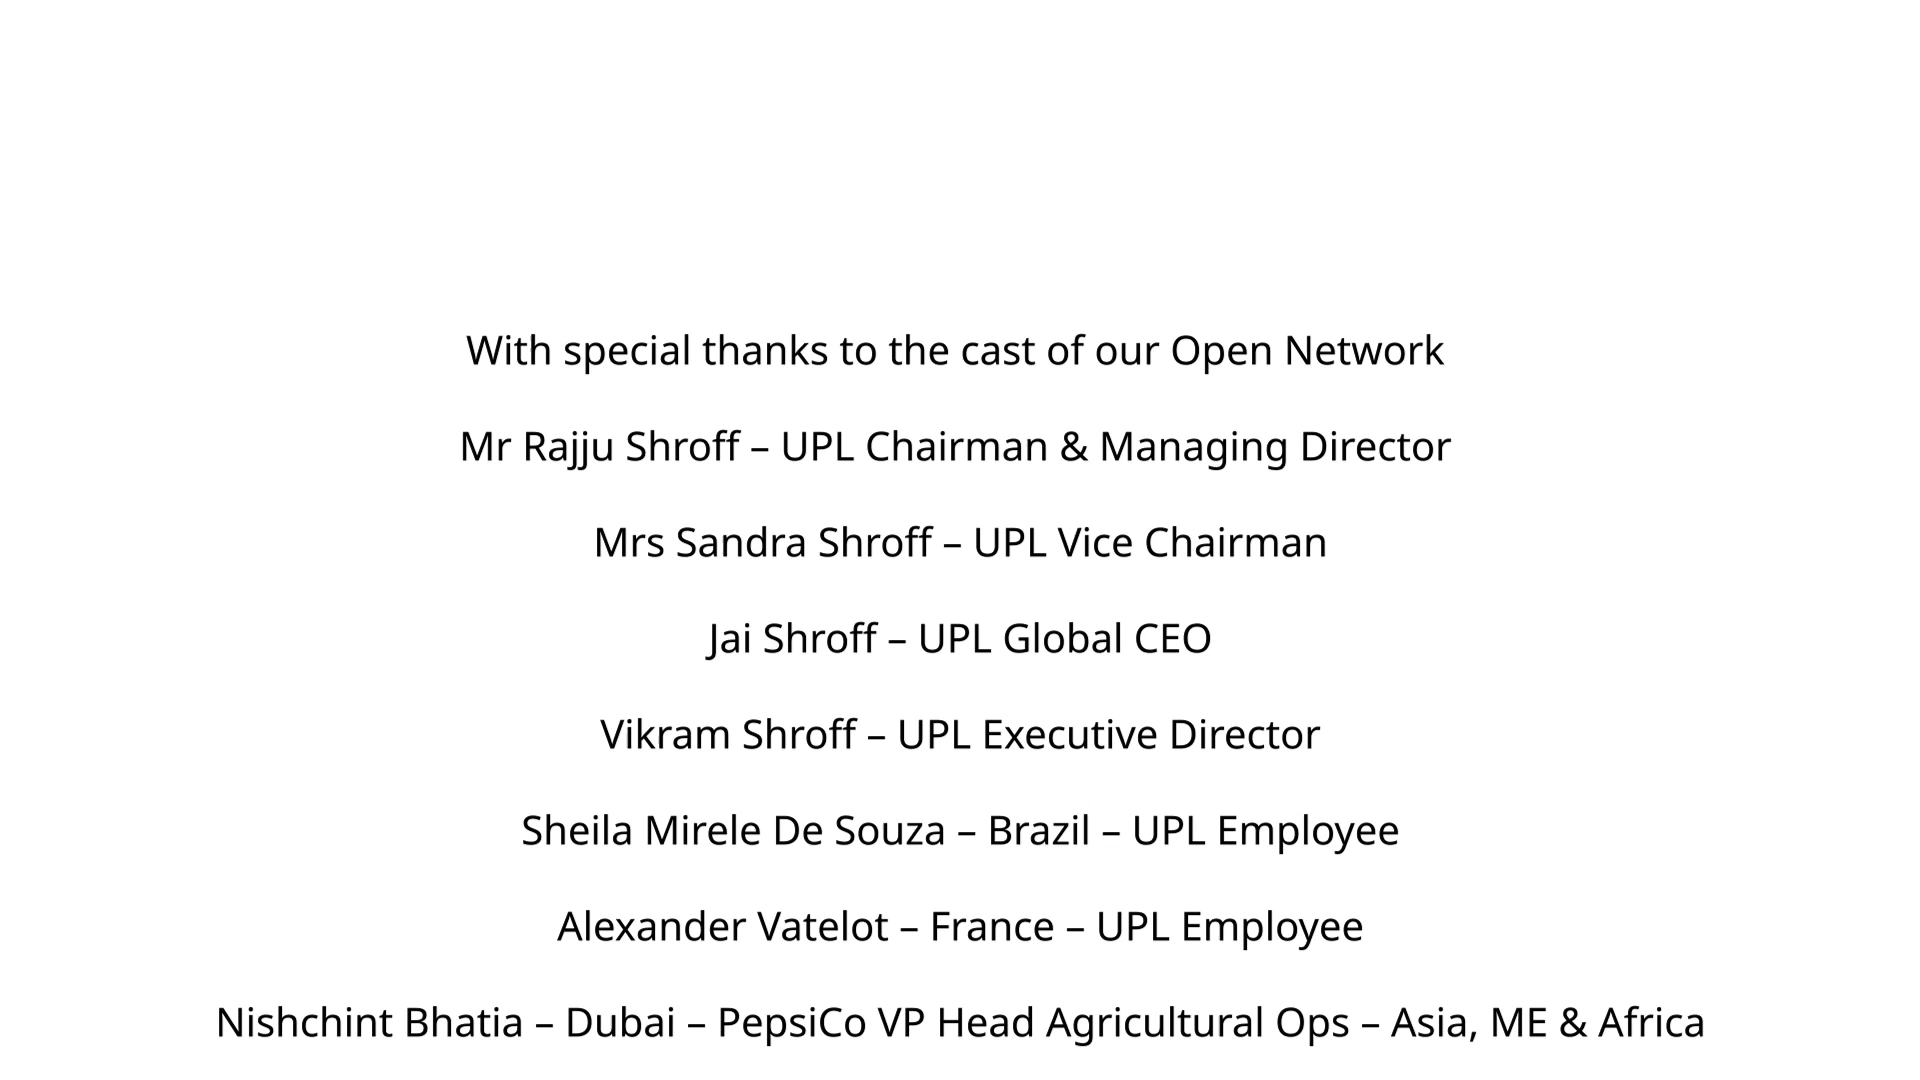 With special thanks to the cast of our Open Network
Mr Rajju Shroff – UPL Chairman & Managing Director
Mrs Sandra Shroff – UPL Vice Chairman
Jai Shroff – UPL Global CEO
Vikram Shroff – UPL Executive Director
Sheila Mirele De Souza – Brazil – UPL Employee
Alexander Vatelot – France – UPL Employee
Nishchint Bhatia – Dubai – PepsiCo VP Head Agricultural Ops – Asia, ME & Africa